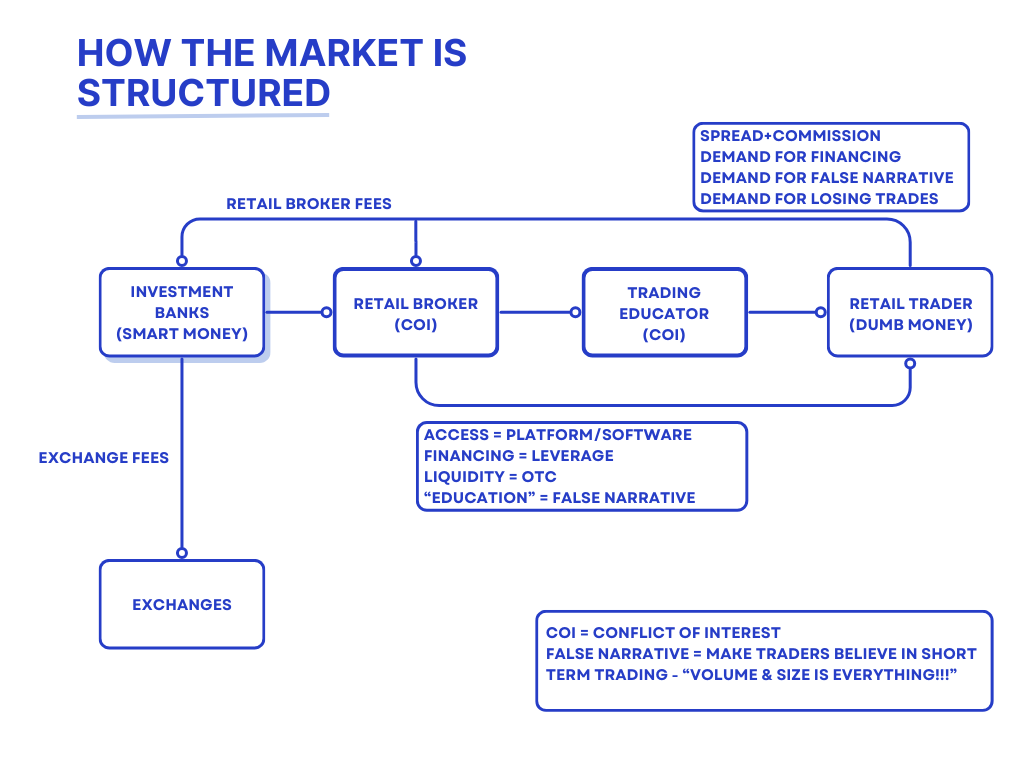 HOW THE MARKET IS
STRUCTURED
SPREAD+COMMISSION
DEMAND FOR FINANCING
DEMAND FOR FALSE NARRATIVE
DEMAND FOR LOSING TRADES
RETAIL BROKER FEES
INVESTMENT
BANKS
(SMART MONEY)
RETAIL BROKER
(COI)
TRADING
EDUCATOR
(COI)
RETAIL TRADER
(DUMB MONEY)
ACCESS = PLATFORM/SOFTWARE
FINANCING = LEVERAGE
LIQUIDITY = OTC
“EDUCATION” = FALSE NARRATIVE
EXCHANGE FEES
EXCHANGES
COI = CONFLICT OF INTEREST
FALSE NARRATIVE = MAKE TRADERS BELIEVE IN SHORT
TERM TRADING - “VOLUME & SIZE IS EVERYTHING!!!”